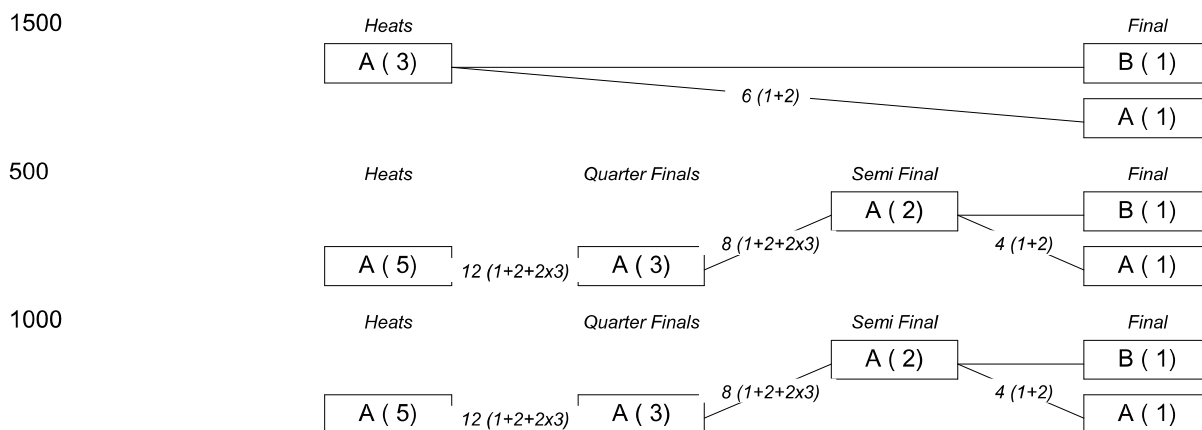 1500
Heats Final
A ( 3) B ( 1)
6 (1+2)
A ( 1)
500
Heats Quarter Finals Semi Final Final
A ( 2) B ( 1)
8 (1+2+2x3) 4 (1+2)
A ( 5) 12 (1+2+2x3) A ( 3) A ( 1)
1000
Heats Quarter Finals Semi Final Final
A ( 2) B ( 1)
8 (1+2+2x3) 4 (1+2)
A ( 5) 12 (1+2+2x3) A ( 3) A ( 1)